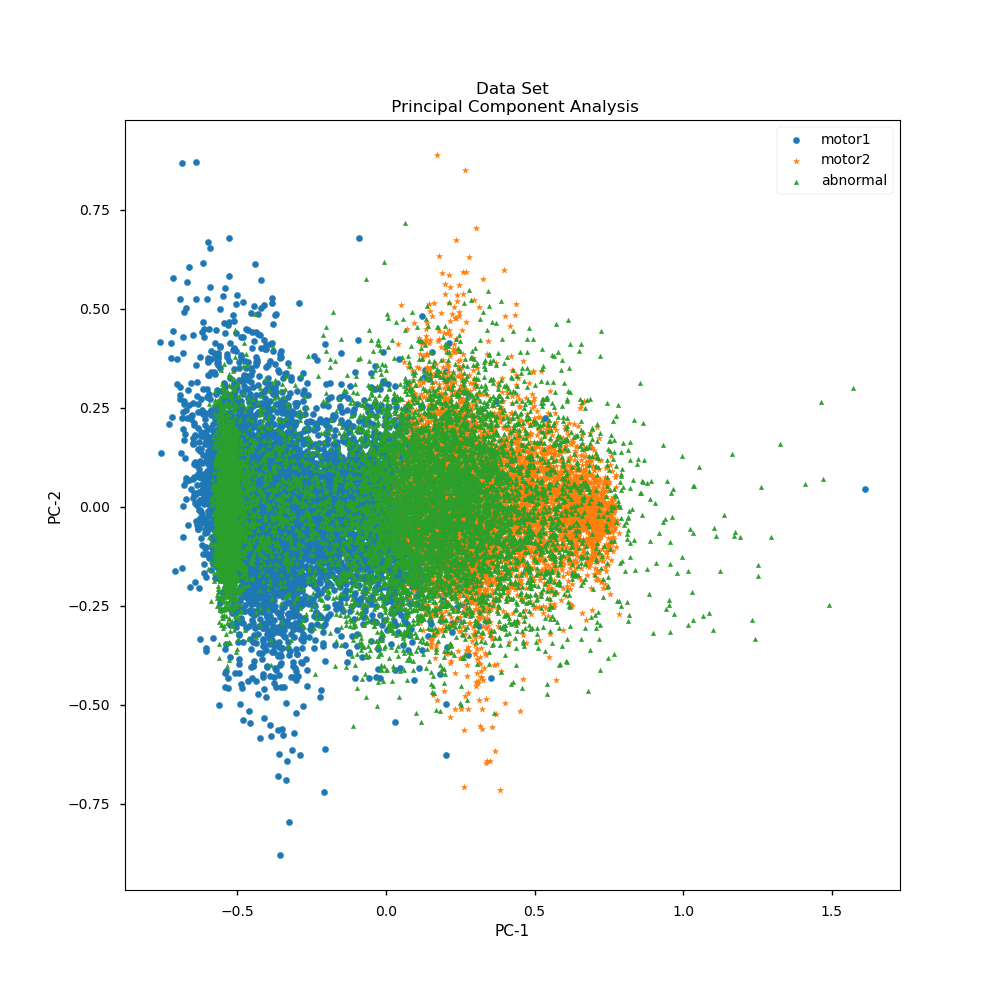 Data Set
Principal Component Analysis
motor1
motor2
abnormal
0.75
0.50
0.25
0.00
−0.25
−0.50
−0.75
PC-2
−0.5
0.0
0.5
1.0
1.5
PC-1